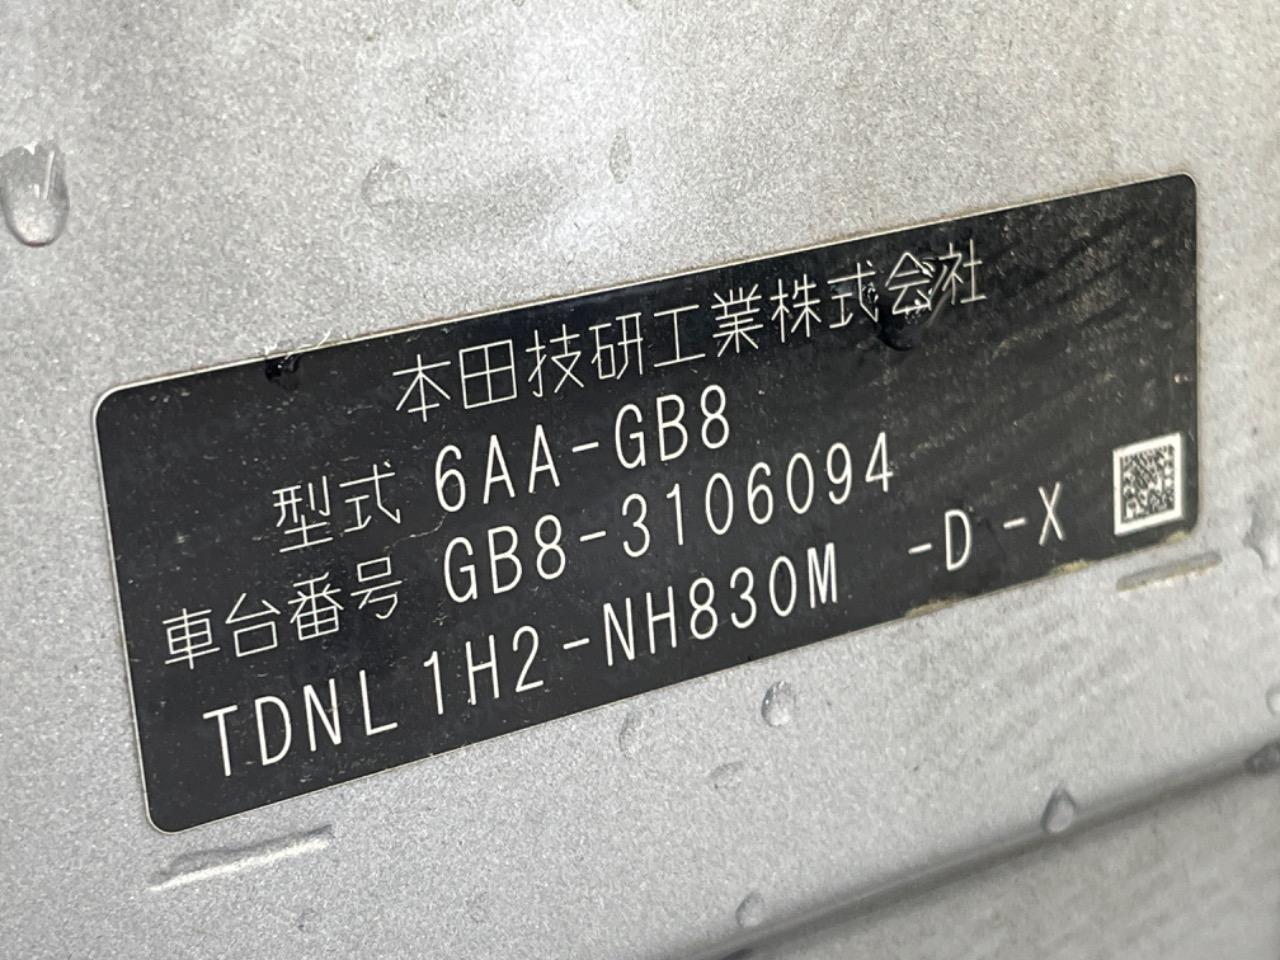 本田技研工業株式会社
型式 6AA-GB8
車台番号 GB8-3106094
TDNL 1H2-NH830M -D -X